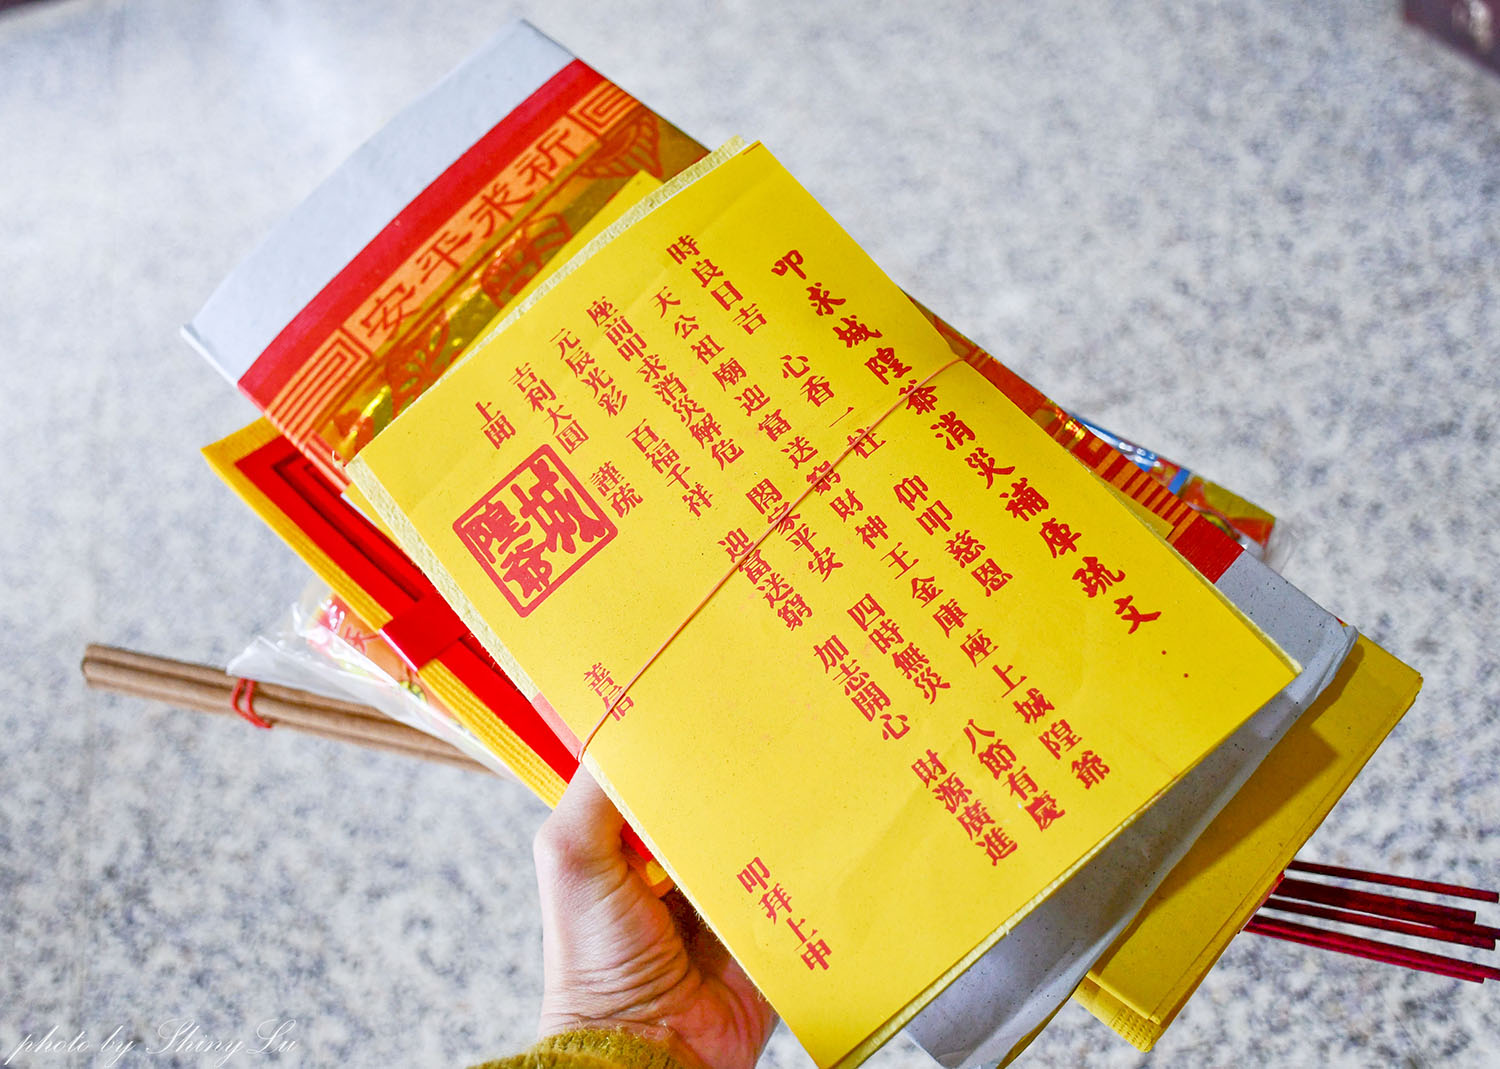 祈求平安
叩求城隍爺消災補庫疏文
時良日吉 心香一柱 仰叩慈恩
天公祖廟迎富送窮財神王金庫座上城隍爺
座前叩求消災解危 閤家平安 四時無災 八節有慶
元辰光彩 百福千祥 迎富送窮 加志開心 財源廣進
吉利大圓 謹疏
上聞
城隍爺
善信 叩拜上申
天
photo by Shiny Lu